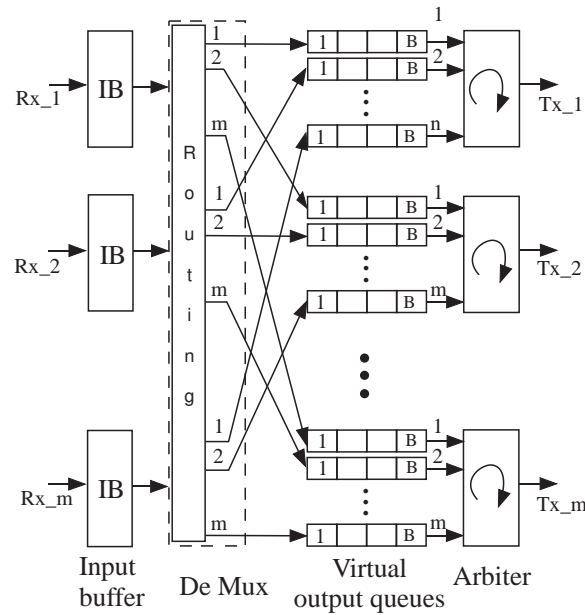 1
1 B
2
1 B
n
1 B
Rx_1
IB
Tx_1
1
2
m
Routing
1
1 B
2
1 B
m
1 B
Rx_2
IB
Tx_2
1
2
m
1
1 B
2
1 B
m
1 B
Rx_m
IB
Tx_m
1
2
m
Input
buffer
De Mux
Virtual
output queues
Arbiter